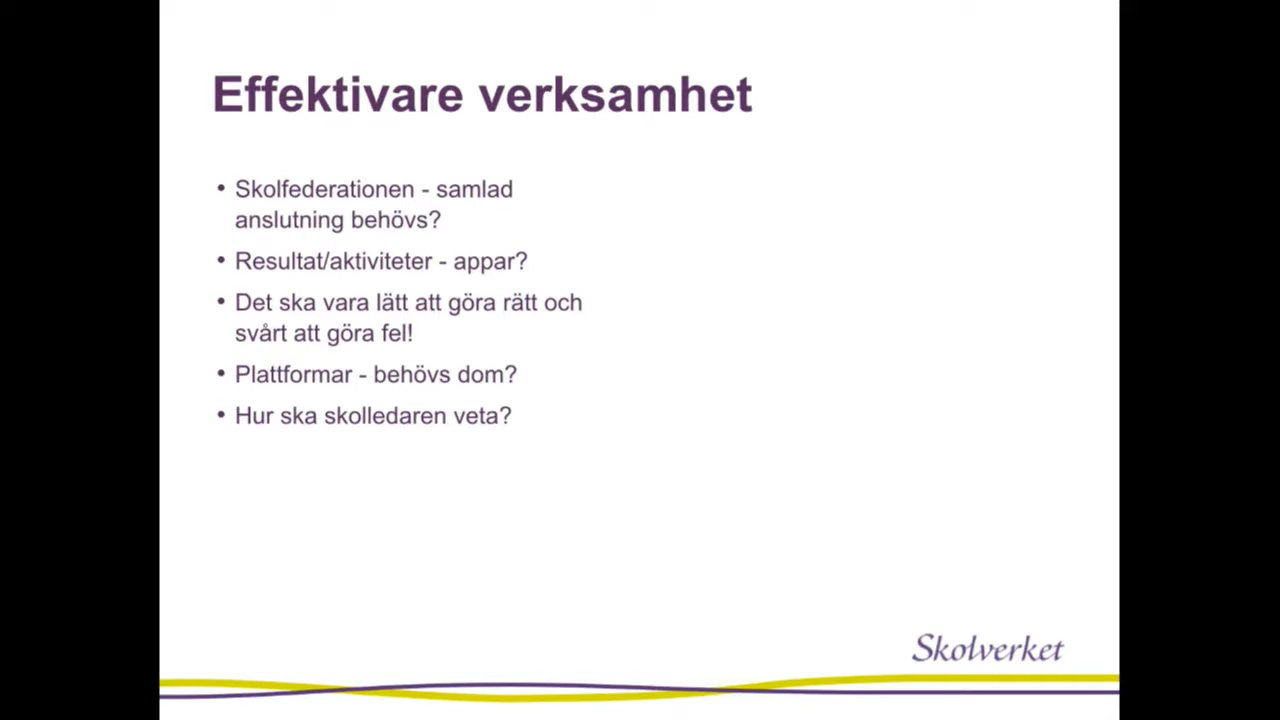 Effektivare verksamhet
• Skolfederationen - samlad
anslutning behövs?
• Resultat/aktiviteter - appar?
• Det ska vara lätt att göra rätt och
svårt att göra fel!
• Plattformar - behövs dom?
• Hur ska skolledaren veta?
Skolverket